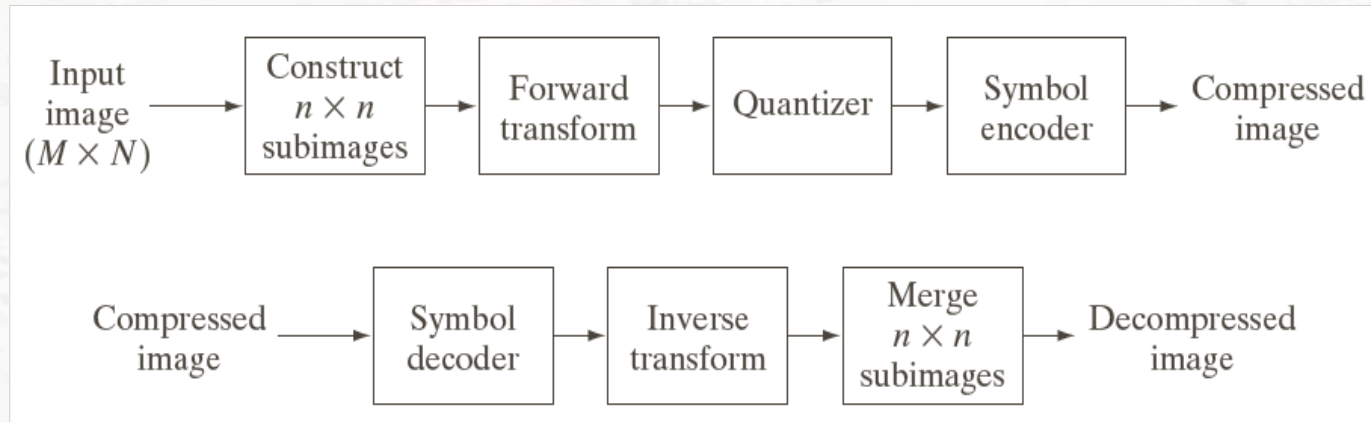 Input
image
(M × N)
Construct
n × n
subimages
Forward
transform
Quantizer
Symbol
encoder
Compressed
image
Compressed
image
Symbol
decoder
Inverse
transform
Merge
n × n
subimages
Decompressed
image